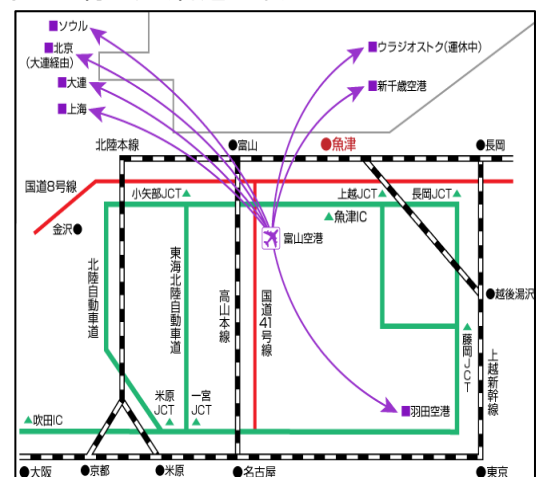 ■ソウル
■北京
(大連経由)
■大連
■上海
■ウラジオストク(運休中)
■新千歳空港
北陸本線
●富山
●魚津
●長岡
国道8号線
小矢部JCT▲
上越JCT▲
長岡JCT▲
▲魚津IC
金沢●
富山空港
北陸自動車道
東海北陸自動車道
高山本線
国道41号線
●越後湯沢
▲藤岡JCT
上越新幹線
米原
JCT
▲
一宮
JCT
▲
■羽田空港
▲吹田IC
●大阪
●京都
●米原
●名古屋
●東京